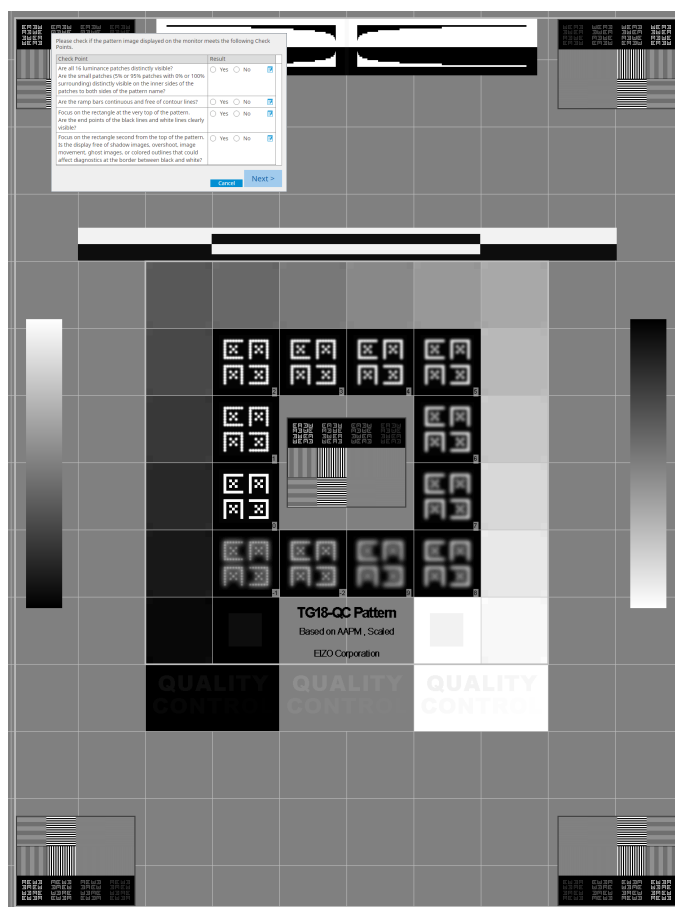 Please check if the pattern image displayed on the monitor meets the following Check
Points.
Check Point
Result
Are all 16 luminance patches distinctly visible?
Are the small patches (5% or 95% patches with 0% or 100%
surrounding) distinctly visible on the inner sides of the
patches to both sides of the pattern name?
Yes No
Are the ramp bars continuous and free of contour lines?
Yes No
Focus on the rectangle at the very top of the pattern.
Are the end points of the black lines and white lines clearly
visible?
Yes No
Focus on the rectangle second from the top of the pattern.
Is the display free of shadow images, overshoot, image
movement, ghost images, or colored outlines that could
affect diagnostics at the border between black and white?
Yes No
Cancel
Next >
TG18-QC Pattern
Based on AAPM , Scaled
EIZO Corporation
QUALITY QUALITY QUALITY
CONTROL CONTROL CONTROL